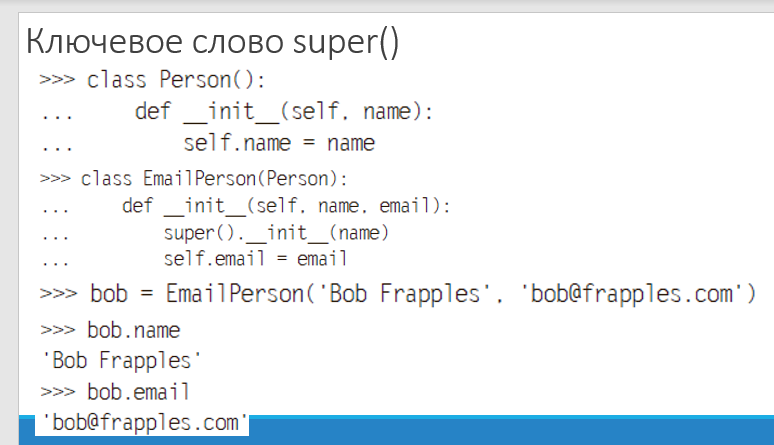 Ключевое слово super()
>>> class Person():
...     def __init__(self, name):
...         self.name = name
>>> class EmailPerson(Person):
...     def __init__(self, name, email):
...         super().__init__(name)
...         self.email = email
>>> bob = EmailPerson('Bob Frapples', 'bob@frapples.com')
>>> bob.name
'Bob Frapples'
>>> bob.email
'bob@frapples.com'